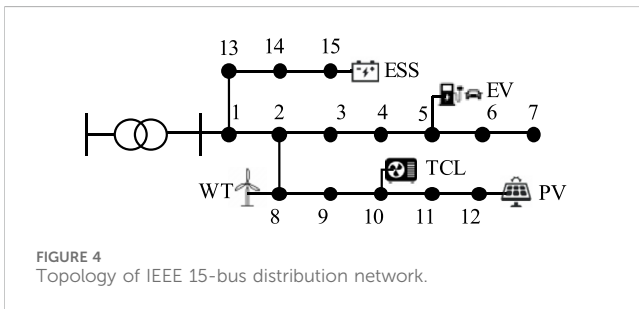 13 14 15
ESS
EV
1 2 3 4 5 6 7
TCL
WT
PV
8 9 10 11 12
FIGURE 4
Topology of IEEE 15-bus distribution network.